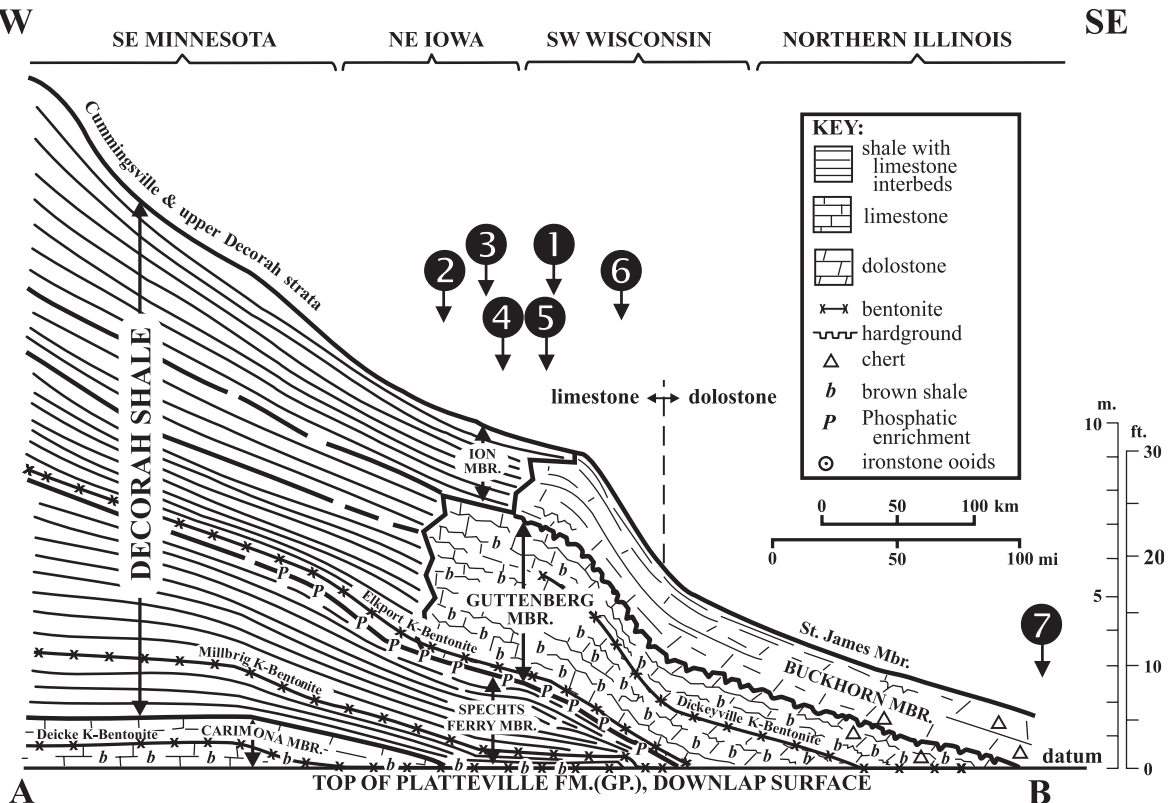 W
SE
SE MINNESOTA
NE IOWA
SW WISCONSIN
NORTHERN ILLINOIS
Cummingsville & upper Decorah strata
KEY:
shale with
limestone
interbeds
limestone
dolostone
bentonite
hardground
chert
b
brown shale
P
Phosphatic
enrichment
ironstone ooids
0 50 100 km
0 50 100 mi
3
1
2
6
4
5
7
limestone
dolostone
m.
ft.
10
30
20
5
10
0
0
DECORAH SHALE
ION
MBR.
GUTTENBERG
MBR.
Elkport K-Bentonite
Millbrig K-Bentonite
SPECHTS
FERRY MBR.
Dickeyville K-Bentonite
St. James Mbr.
BUCKHORN MBR.
Deicke K-Bentonite
CARIMONA MBR.
datum
TOP OF PLATTEVILLE FM.(GP.), DOWNLAP SURFACE
A
B